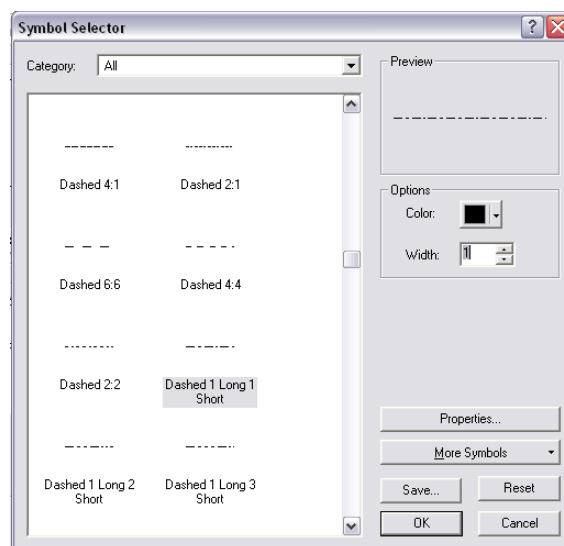 Symbol Selector
Category: All
Dashed 4:1
Dashed 2:1
Dashed 6:6
Dashed 4:4
Dashed 2:2
Dashed 1 Long 1
Short
Dashed 1 Long 2
Short
Dashed 1 Long 3
Short
Preview
Options
Color:
Width: 1
Properties...
More Symbols
Save...
Reset
OK
Cancel